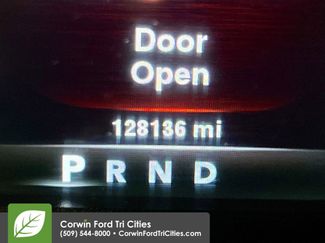 Door
Open
128136 mi
P R N D
Corwin Ford Tri Cities
(509) 544-8000 • CorwinFordTriCities.com